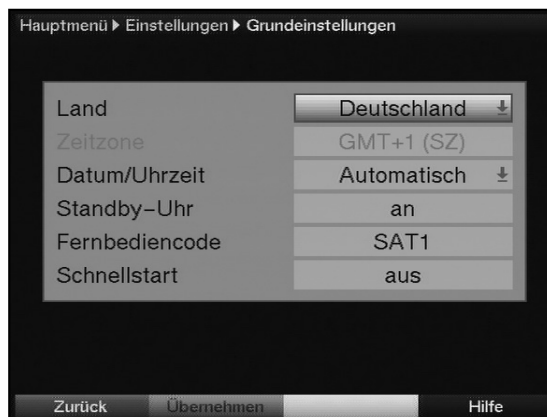 Hauptmenü ▶ Einstellungen ▶ Grundeinstellungen
Land Deutschland
Zeitzone GMT+1 (SZ)
Datum/Uhrzeit Automatisch
Standby-Uhr an
Fernbediencode SAT1
Schnellstart aus
Zurück Übernehmen Hilfe